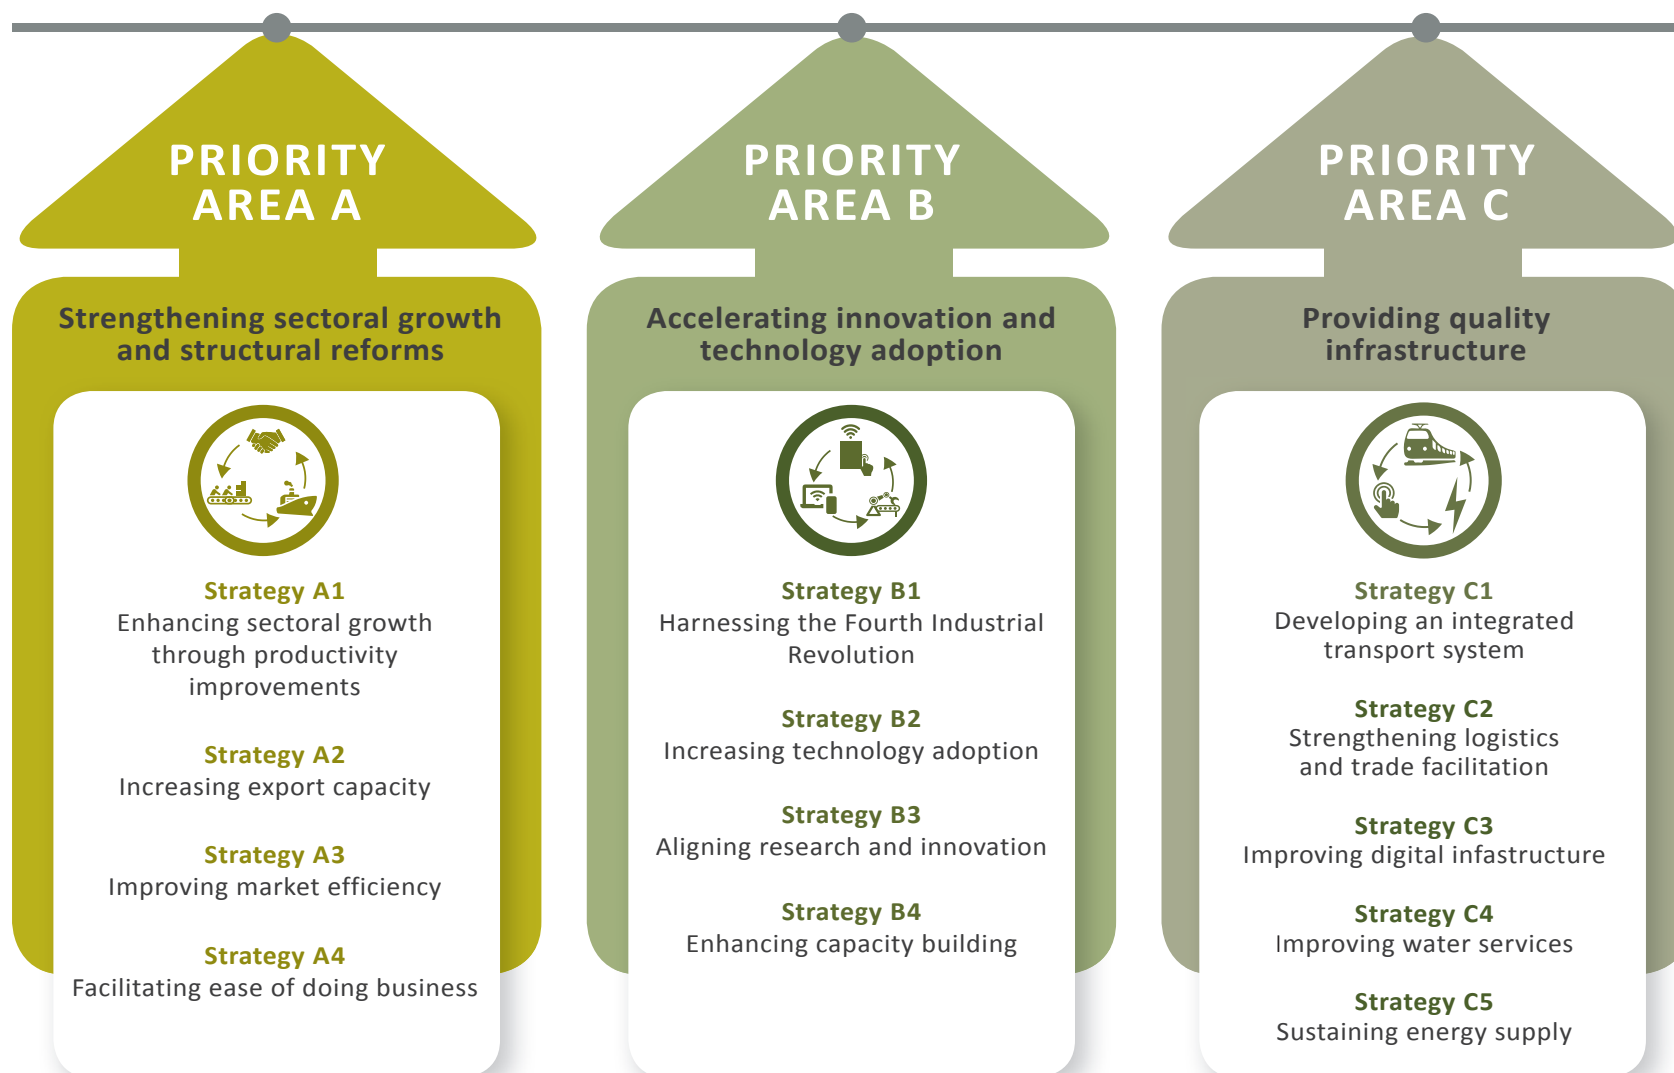 PRIORITY
AREA A
Strengthening sectoral growth
and structural reforms
Strategy A1
Enhancing sectoral growth
through productivity
improvements
Strategy A2
Increasing export capacity
Strategy A3
Improving market efficiency
Strategy A4
Facilitating ease of doing business
PRIORITY
AREA B
Accelerating innovation and
technology adoption
Strategy B1
Harnessing the Fourth Industrial
Revolution
Strategy B2
Increasing technology adoption
Strategy B3
Aligning research and innovation
Strategy B4
Enhancing capacity building
PRIORITY
AREA C
Providing quality
infrastructure
Strategy C1
Developing an integrated
transport system
Strategy C2
Strengthening logistics
and trade facilitation
Strategy C3
Improving digital infastructure
Strategy C4
Improving water services
Strategy C5
Sustaining energy supply